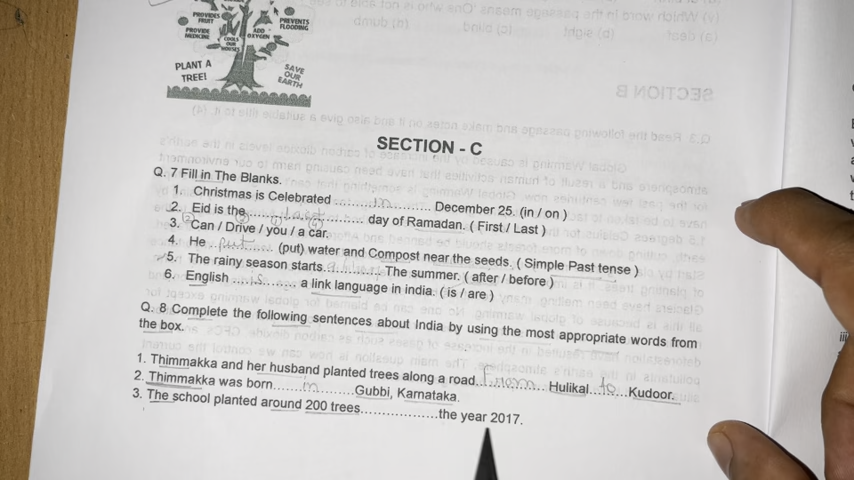 PROVIDES FRUIT
PREVENTS FLOODING
PROVIDE MEDICINE
COOLS OUR HOUSES
ADD OXYGEN
PLANT A TREE!
SAVE OUR EARTH
SECTION - C
Q. 7 Fill in The Blanks.
1. Christmas is Celebrated ....in.... December 25. (in / on )
2. Eid is the ....last.... day of Ramadan. ( First / Last )
3. Can / Drive / you / a car.
4. He ..put.. (put) water and Compost near the seeds. ( Simple Past tense )
5. The rainy season starts.......... The summer. ( after / before )
6. English ....is.... a link language in india. ( is / are )
Q. 8 Complete the following sentences about India by using the most appropriate words from
the box.
1. Thimmakka and her husband planted trees along a road..From.... Hulikal..to...Kudoor.
2. Thimmakka was born.....in.......Gubbi, Karnataka.
3. The school planted around 200 trees...................the year 2017.